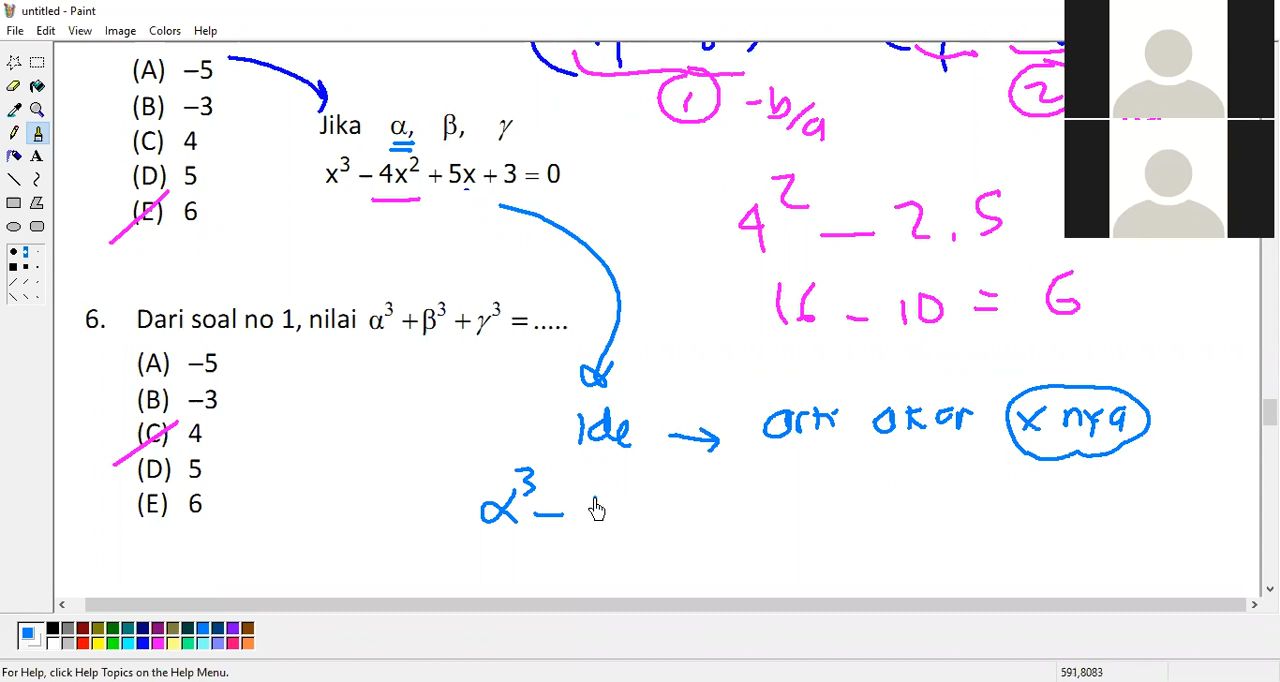 untitled - Paint
File Edit View Image Colors Help
(A) –5
(B) –3
(C) 4
(D) 5
(E) 6
Jika α, β, γ
x³ – 4x² + 5x + 3 = 0
1 -b/a
2
4² – 2.5
16 – 10 = 6
6. Dari soal no 1, nilai α³ + β³ + γ³ = .....
(A) –5
(B) –3
(C) 4
(D) 5
(E) 6
Ide → arti akar x nya
α³ –
For Help, click Help Topics on the Help Menu.
591,8083